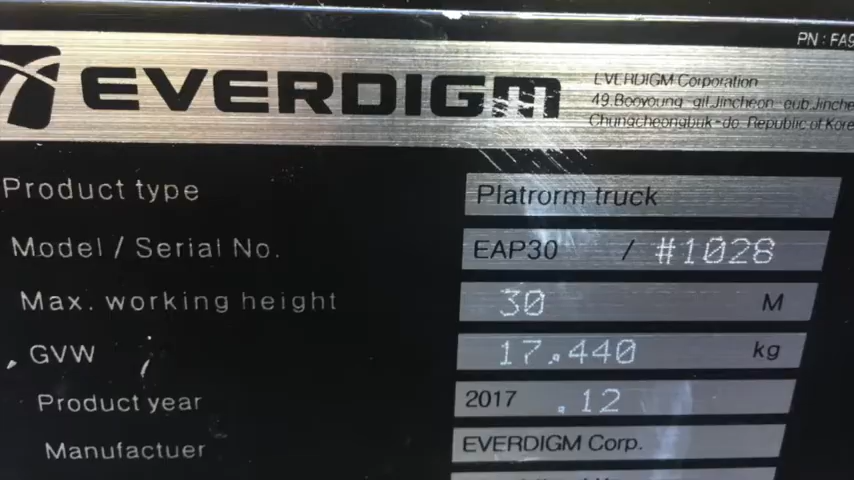 PN : FA9
EVERDIGM
EVERDIGM Corporation
49,Booyoung-gil,Jincheon-eub,Jinche
Chungcheongbuk-do, Republic of Kore
Product type Platrorm truck
Model / Serial No. EAP30 / #1028
Max. working height 30 M
GVW 17.440 kg
Product year 2017 .12
Manufactuer EVERDIGM Corp.